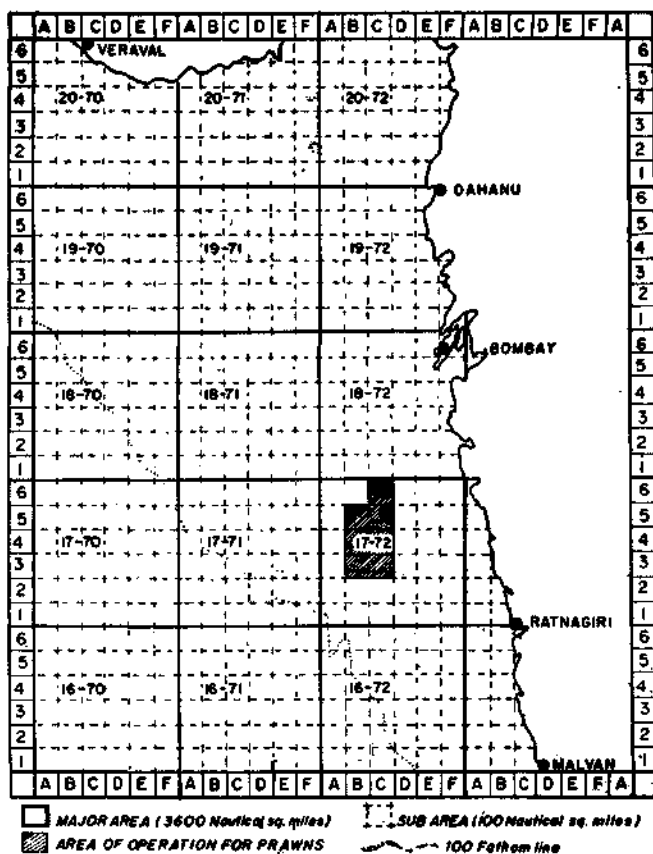 A B C D E F A B C D E F A B C D E F A B C D E F A
6 VERAVAL 6
5 5
4 20-70 20-71 20-72 4
3 3
2 2
1 1
6 DAHANU 6
5 5
4 19-70 19-71 19-72 4
3 3
2 2
1 1
6 BOMBAY 6
5 5
4 18-70 18-71 18-72 4
3 3
2 2
1 1
6 6
5 5
4 17-70 17-71 17-72 4
3 3
2 2
1 RATNAGIRI 1
6 6
5 5
4 16-70 16-71 16-72 4
3 3
2 2
1 MALVAN 1
A B C D E F A B C D E F A B C D E F A B C D E F A
MAJOR AREA (3600 Nautical sq. miles) SUB AREA (100 Nautical sq. miles)
AREA OF OPERATION FOR PRAWNS 100 Fathom line